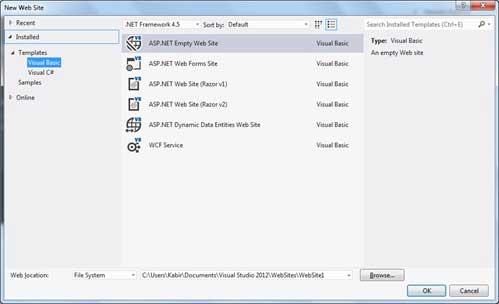 New Web Site
Recent
Installed
Templates
Visual Basic
Visual C#
Samples
Online
.NET Framework 4.5 Sort by: Default
ASP.NET Empty Web Site Visual Basic
ASP.NET Web Forms Site Visual Basic
ASP.NET Web Site (Razor v1) Visual Basic
ASP.NET Web Site (Razor v2) Visual Basic
ASP.NET Dynamic Data Entities Web Site Visual Basic
WCF Service Visual Basic
Search Installed Templates (Ctrl+E)
Type: Visual Basic
An empty Web site
Web location: File System C:\Users\Kabir\Documents\Visual Studio 2012\WebSites\WebSite1 Browse...
OK Cancel